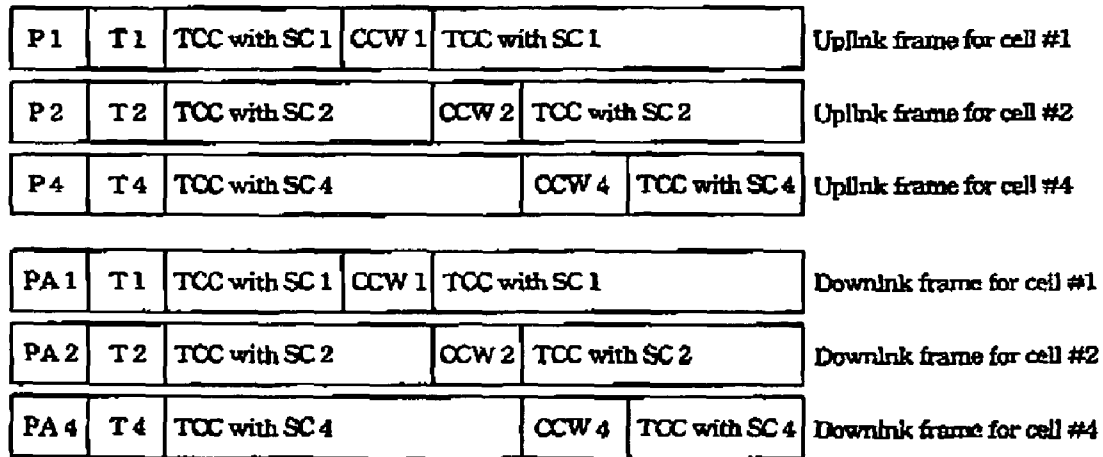 P 1 T 1 TCC with SC 1 CCW 1 TCC with SC 1 Uplink frame for cell #1
P 2 T 2 TCC with SC 2 CCW 2 TCC with SC 2 Uplink frame for cell #2
P 4 T 4 TCC with SC 4 CCW 4 TCC with SC 4 Uplink frame for cell #4
PA 1 T 1 TCC with SC 1 CCW 1 TCC with SC 1 Downlnk frame for cell #1
PA 2 T 2 TCC with SC 2 CCW 2 TCC with SC 2 Downlnk frame for cell #2
PA 4 T 4 TCC with SC 4 CCW 4 TCC with SC 4 Downlnk frame for cell #4